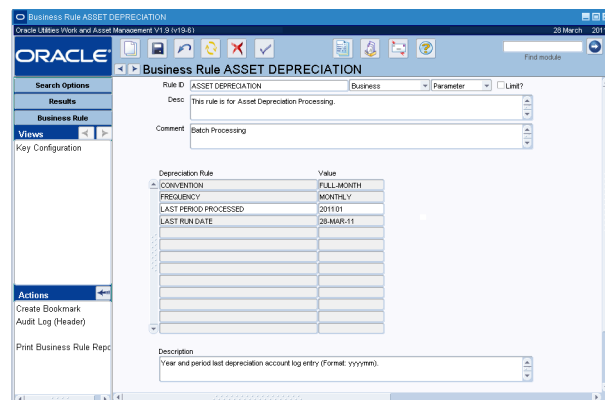 Business Rule ASSET DEPRECIATION
Oracle Utilities Work and Asset Management V1.9 (v19-6) 28 March 2011
ORACLE
Find module
Business Rule ASSET DEPRECIATION
Search Options
Results
Business Rule
Views
Key Configuration
Rule ID ASSET DEPRECIATION Business Parameter Limit?
Desc This rule is for Asset Depreciation Processing.
Comment Batch Processing
Depreciation Rule Value
CONVENTION FULL-MONTH
FREQUENCY MONTHLY
LAST PERIOD PROCESSED 201101
LAST RUN DATE 28-MAR-11
Actions
Create Bookmark
Audit Log (Header)
Print Business Rule Repo
Description
Year and period last depreciation account log entry (Format: yyyymm).